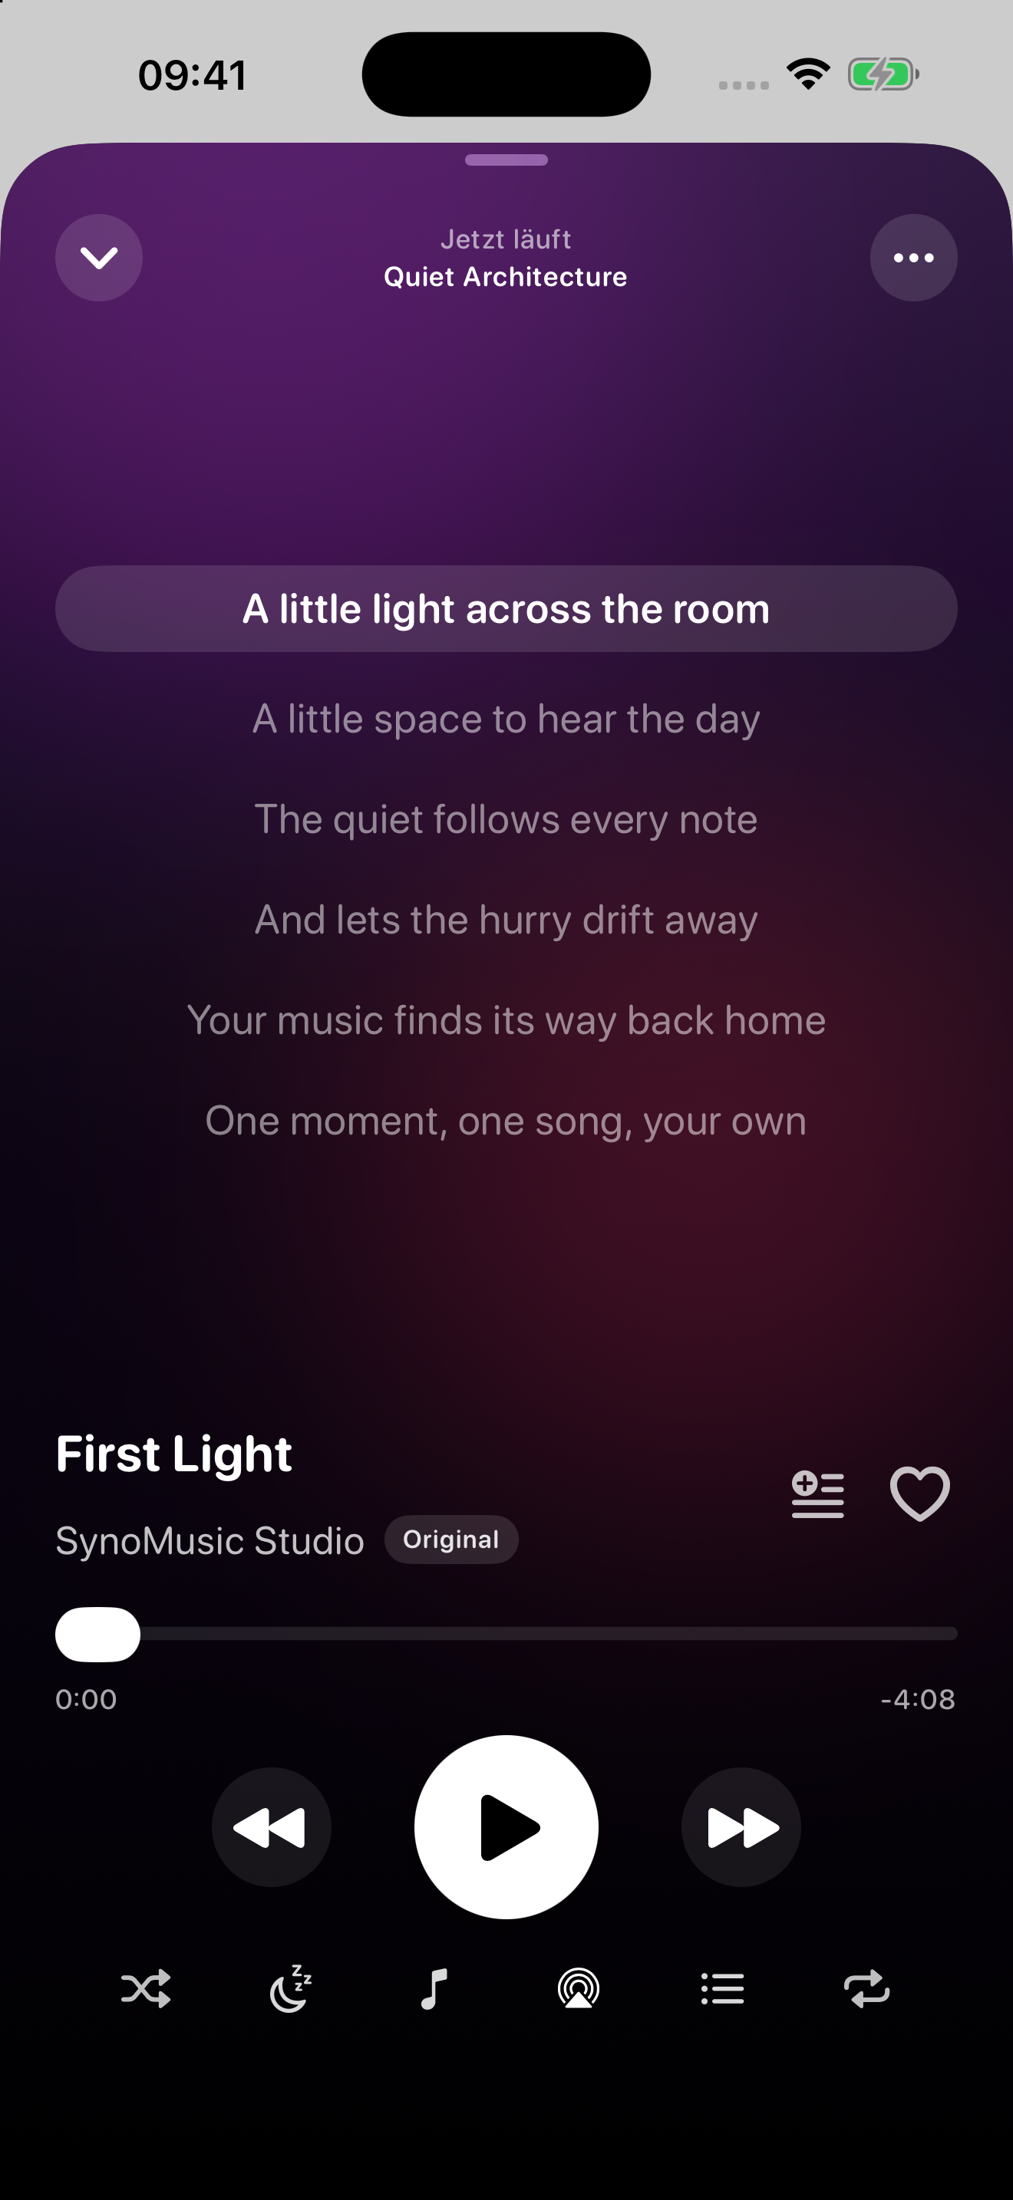 09:41
Jetzt läuft
Quiet Architecture
A little light across the room
A little space to hear the day
The quiet follows every note
And lets the hurry drift away
Your music finds its way back home
One moment, one song, your own
First Light
SynoMusic Studio Original
0:00 -4:08